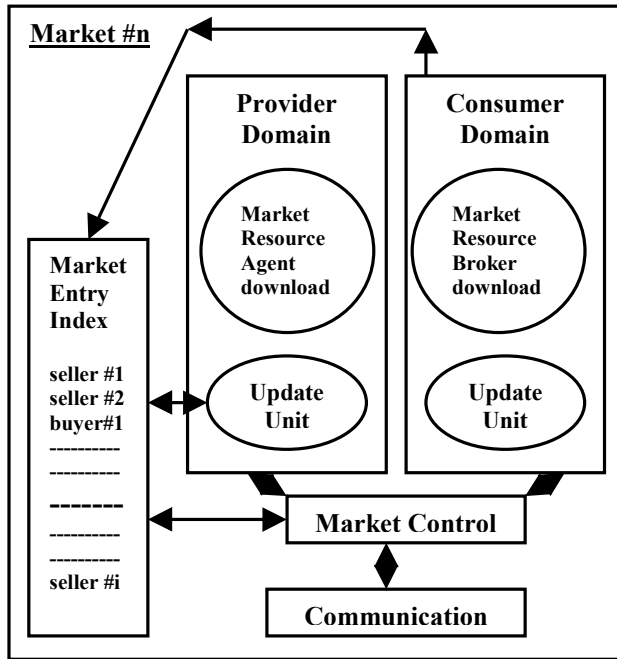 Market #n
Provider
Domain
Market
Resource
Agent
download
Update
Unit
Consumer
Domain
Market
Resource
Broker
download
Update
Unit
Market
Entry
Index
seller #1
seller #2
buyer#1
----------
----------
-------
----------
----------
seller #i
Market Control
Communication